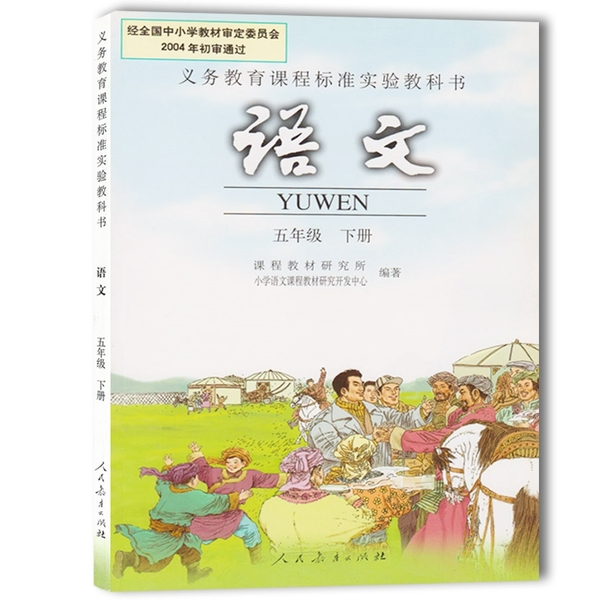 经全国中小学教材审定委员会
2004年初审通过
义务教育课程标准实验教科书
语文
YUWEN
五年级 下册
课程教材研究所
小学语文课程教材研究开发中心
编著
人民教育出版社
义务教育课程标准实验教科书
语文
五年级 下册
人民教育出版社